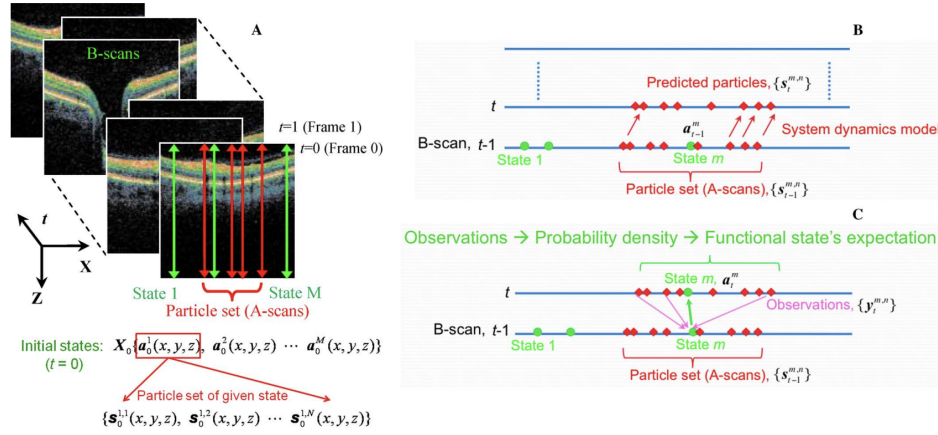 A
B-scans
t=1 (Frame 1)
t=0 (Frame 0)
t
X
Z
State 1
State M
Particle set (A-scans)
Initial states: X₀{a₀¹(x,y,z), a₀²(x,y,z) ⋯ a₀ᴹ(x,y,z)}
(t = 0)
Particle set of given state
{s₀¹,¹(x,y,z), s₀¹,²(x,y,z) ⋯ s₀¹,ᴺ(x,y,z)}
B
Predicted particles, {sₜᵐ,ⁿ}
t
aₜ₋₁ᵐ
System dynamics model
B-scan, t-1
State 1
State m
Particle set (A-scans), {sₜ₋₁ᵐ,ⁿ}
C
Observations → Probability density → Functional state's expectation
State m, aₜᵐ
t
Observations, {yₜᵐ,ⁿ}
B-scan, t-1
State 1
State m
Particle set (A-scans), {sₜ₋₁ᵐ,ⁿ}